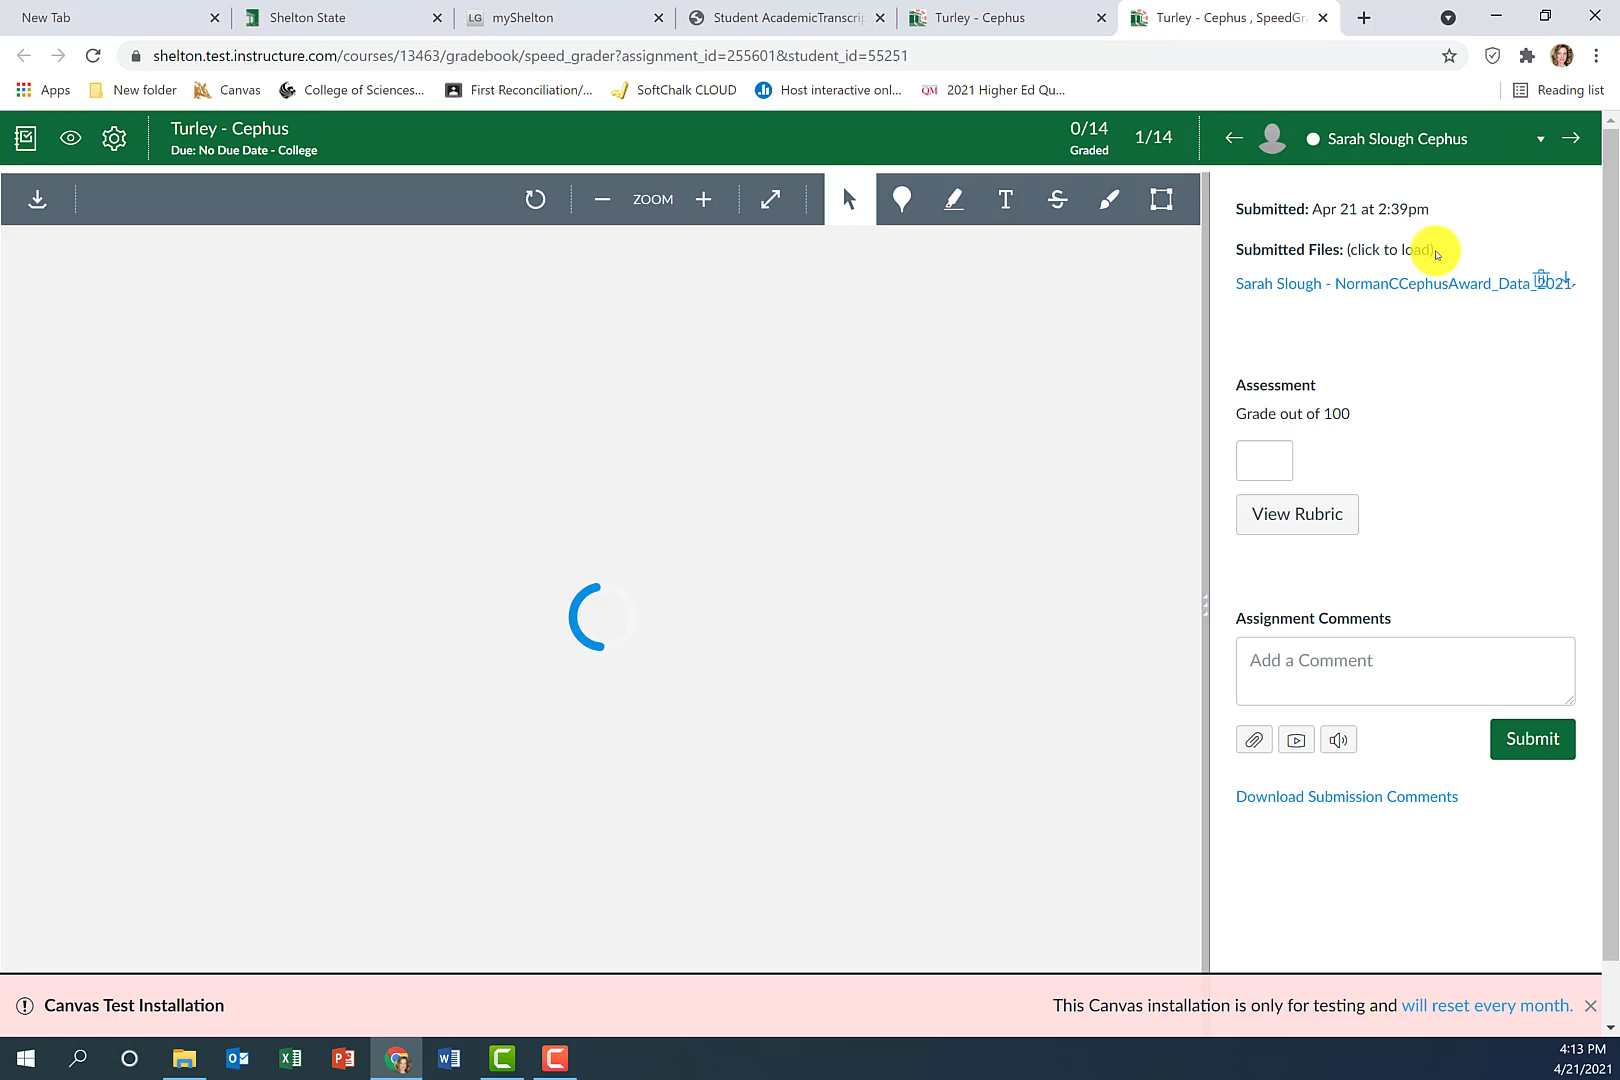 New Tab
Shelton State
LG myShelton
Student AcademicTranscri
Turley - Cephus
Turley - Cephus , SpeedGr
shelton.test.instructure.com/courses/13463/gradebook/speed_grader?assignment_id=255601&student_id=55251
Apps
New folder
Canvas
College of Sciences...
First Reconciliation/...
SoftChalk CLOUD
Host interactive onl...
QM 2021 Higher Ed Qu...
Reading list
Turley - Cephus
Due: No Due Date - College
0/14
Graded
1/14
Sarah Slough Cephus
ZOOM
T
Submitted: Apr 21 at 2:39pm
Submitted Files: (click to load)
Sarah Slough - NormanCCephusAward_Data_2021-
Assessment
Grade out of 100
View Rubric
Assignment Comments
Add a Comment
Submit
Download Submission Comments
Canvas Test Installation
This Canvas installation is only for testing and will reset every month.
4:13 PM
4/21/2021